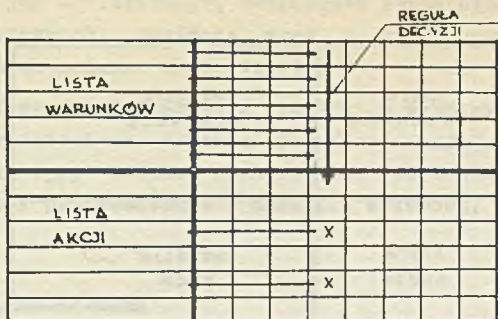 REGUŁA
DECYZJI
LISTA
WARUNKÓW
LISTA
AKCJI
X
X